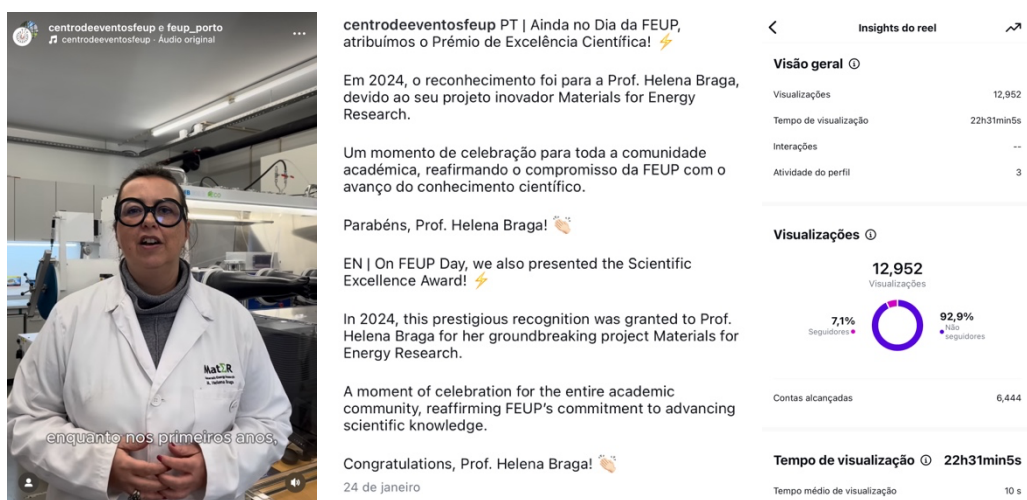 centrodeeventosfeup e feup_porto
centrodeeventosfeup · Áudio original
MatER
M. Helena Braga
enquanto nos primeiros anos,
centrodeeventosfeup PT | Ainda no Dia da FEUP,
atribuímos o Prémio de Excelência Científica! ⚡
Em 2024, o reconhecimento foi para a Prof. Helena Braga,
devido ao seu projeto inovador Materials for Energy
Research.
Um momento de celebração para toda a comunidade
académica, reafirmando o compromisso da FEUP com o
avanço do conhecimento científico.
Parabéns, Prof. Helena Braga! 👏🏻
EN | On FEUP Day, we also presented the Scientific
Excellence Award! ⚡
In 2024, this prestigious recognition was granted to Prof.
Helena Braga for her groundbreaking project Materials for
Energy Research.
A moment of celebration for the entire academic
community, reaffirming FEUP's commitment to advancing
scientific knowledge.
Congratulations, Prof. Helena Braga! 👏🏻
24 de janeiro
Insights do reel
Visão geral
Visualizações 12,952
Tempo de visualização 22h31min5s
Interações --
Atividade do perfil 3
Visualizações
12,952
Visualizações
7,1%
Seguidores
92,9%
Não
seguidores
Contas alcançadas 6,444
Tempo de visualização 22h31min5s
Tempo médio de visualização 10 s